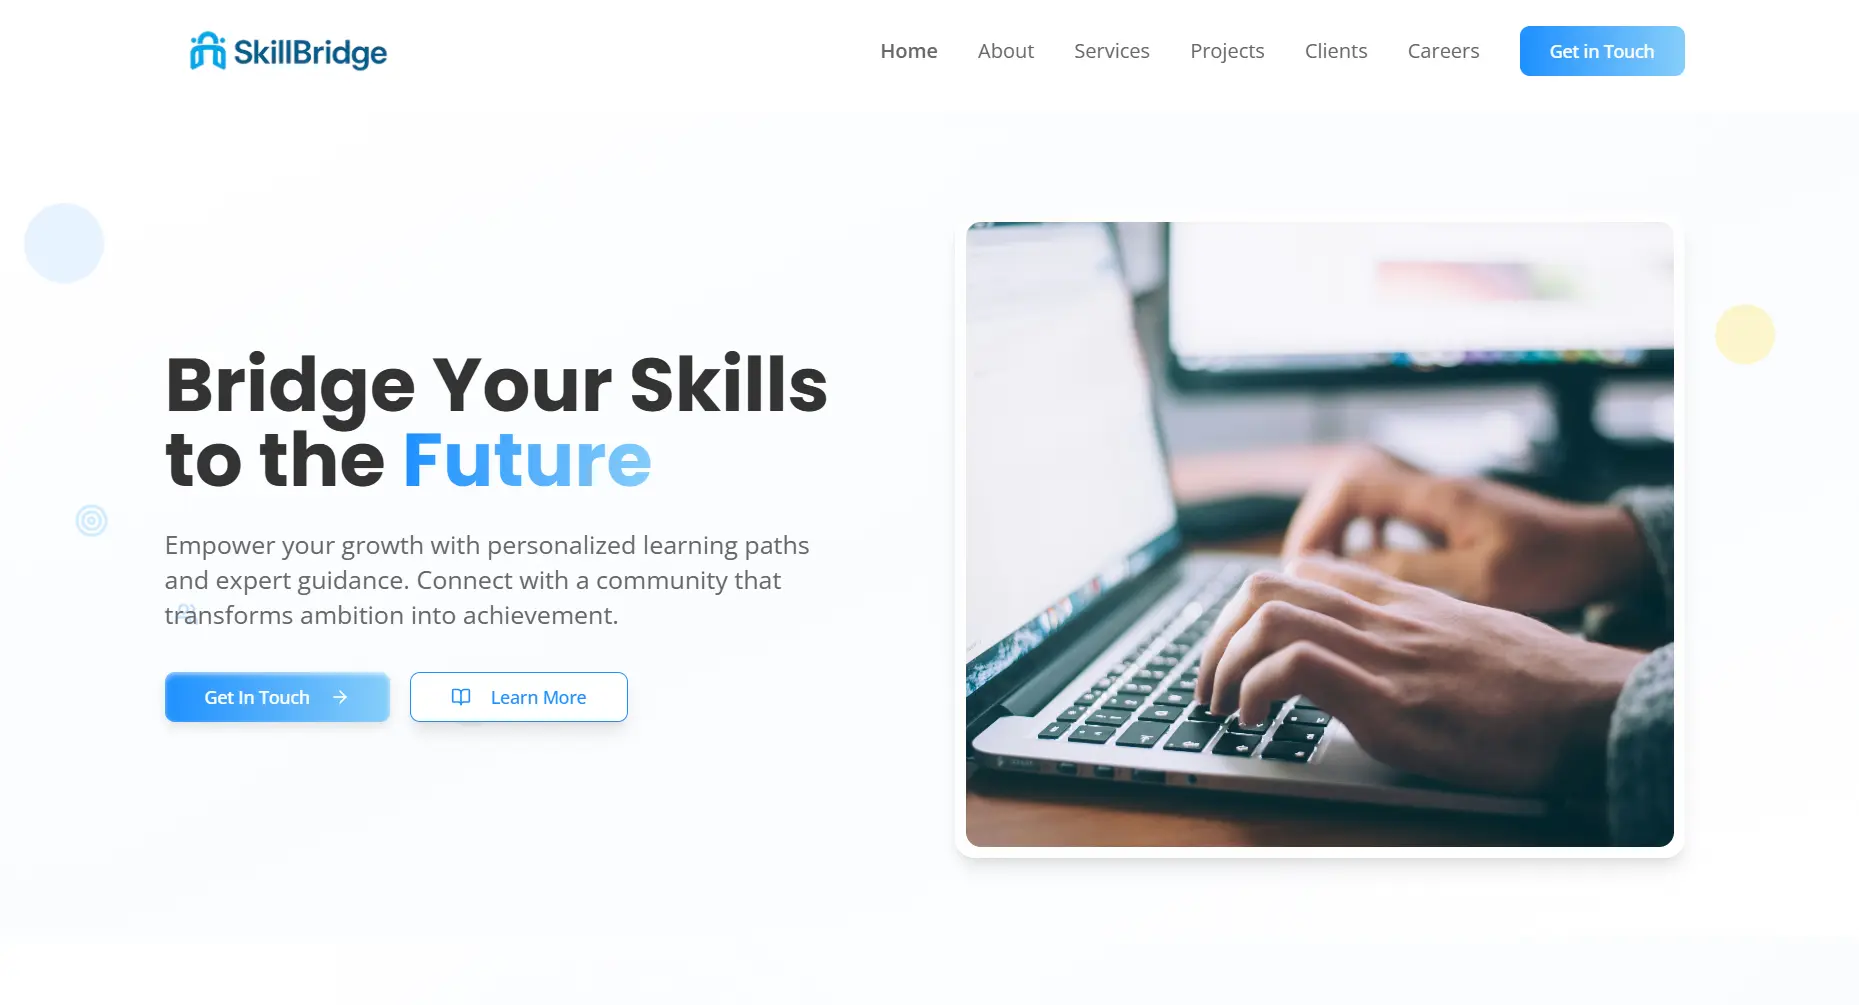 SkillBridge
Home About Services Projects Clients Careers Get in Touch
Bridge Your Skills
to the Future
Empower your growth with personalized learning paths
and expert guidance. Connect with a community that
transforms ambition into achievement.
Get In Touch
Learn More